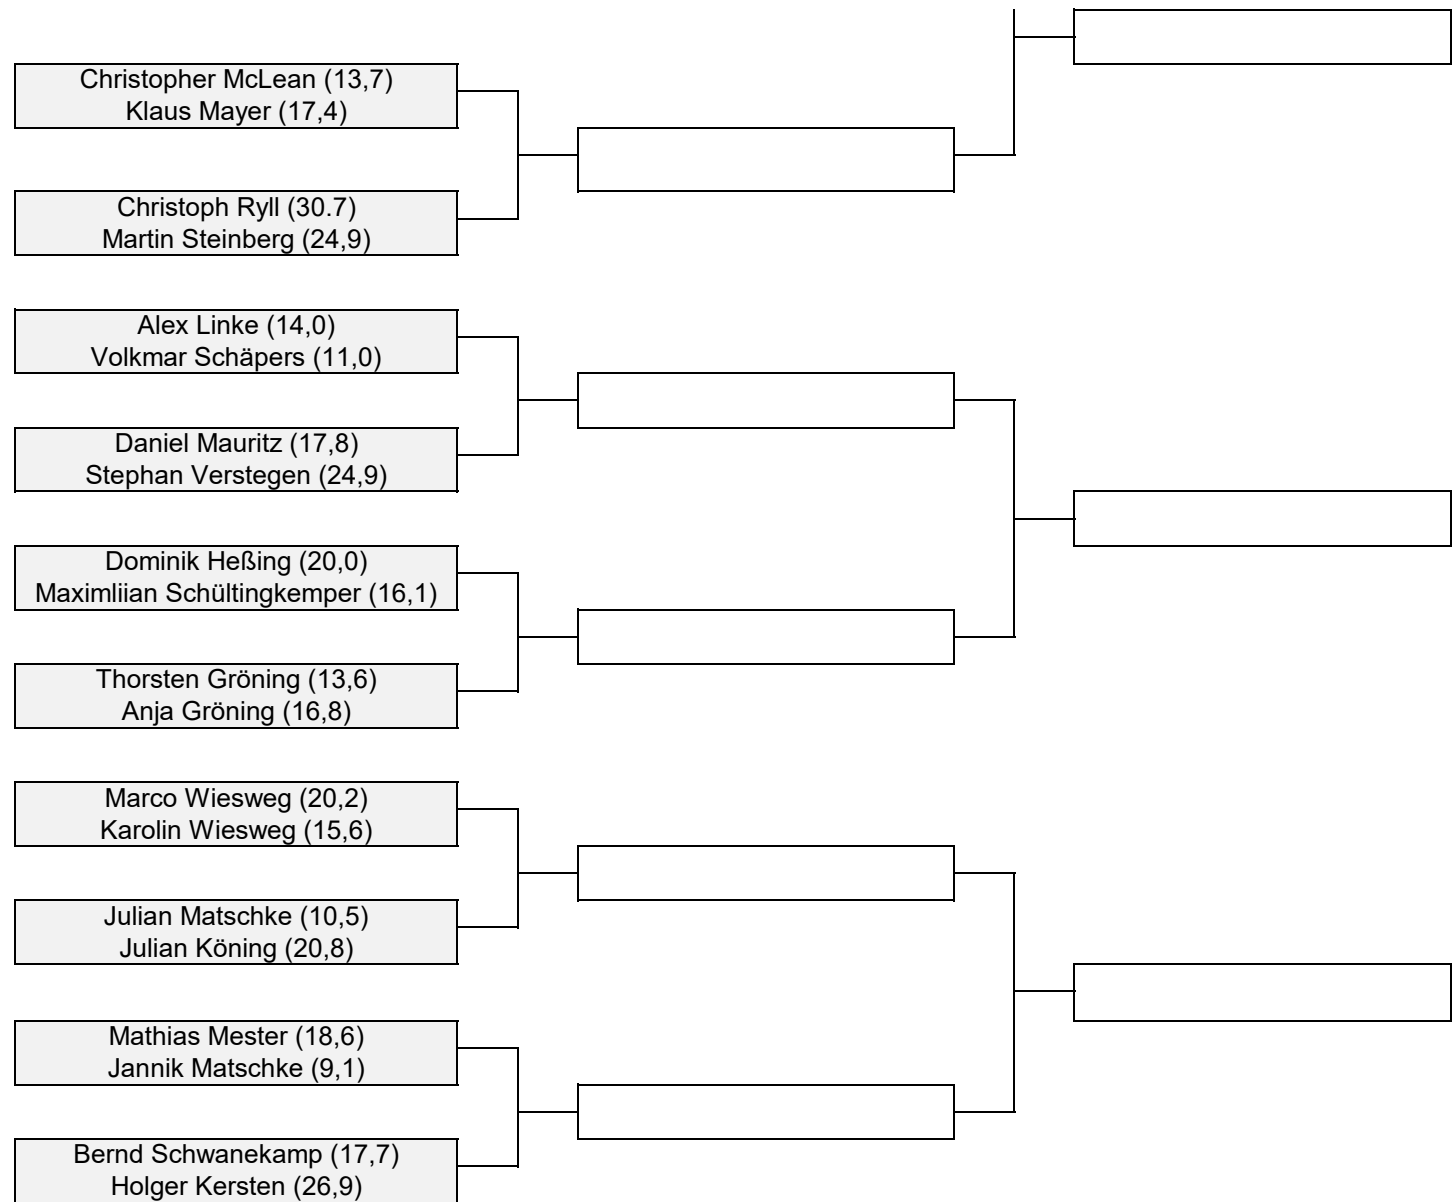 Christopher McLean (13,7)
Klaus Mayer (17,4)
Christoph Ryll (30.7)
Martin Steinberg (24,9)
Alex Linke (14,0)
Volkmar Schäpers (11,0)
Daniel Mauritz (17,8)
Stephan Verstegen (24,9)
Dominik Heßing (20,0)
Maximliian Schültingkemper (16,1)
Thorsten Gröning (13,6)
Anja Gröning (16,8)
Marco Wiesweg (20,2)
Karolin Wiesweg (15,6)
Julian Matschke (10,5)
Julian Köning (20,8)
Mathias Mester (18,6)
Jannik Matschke (9,1)
Bernd Schwanekamp (17,7)
Holger Kersten (26,9)